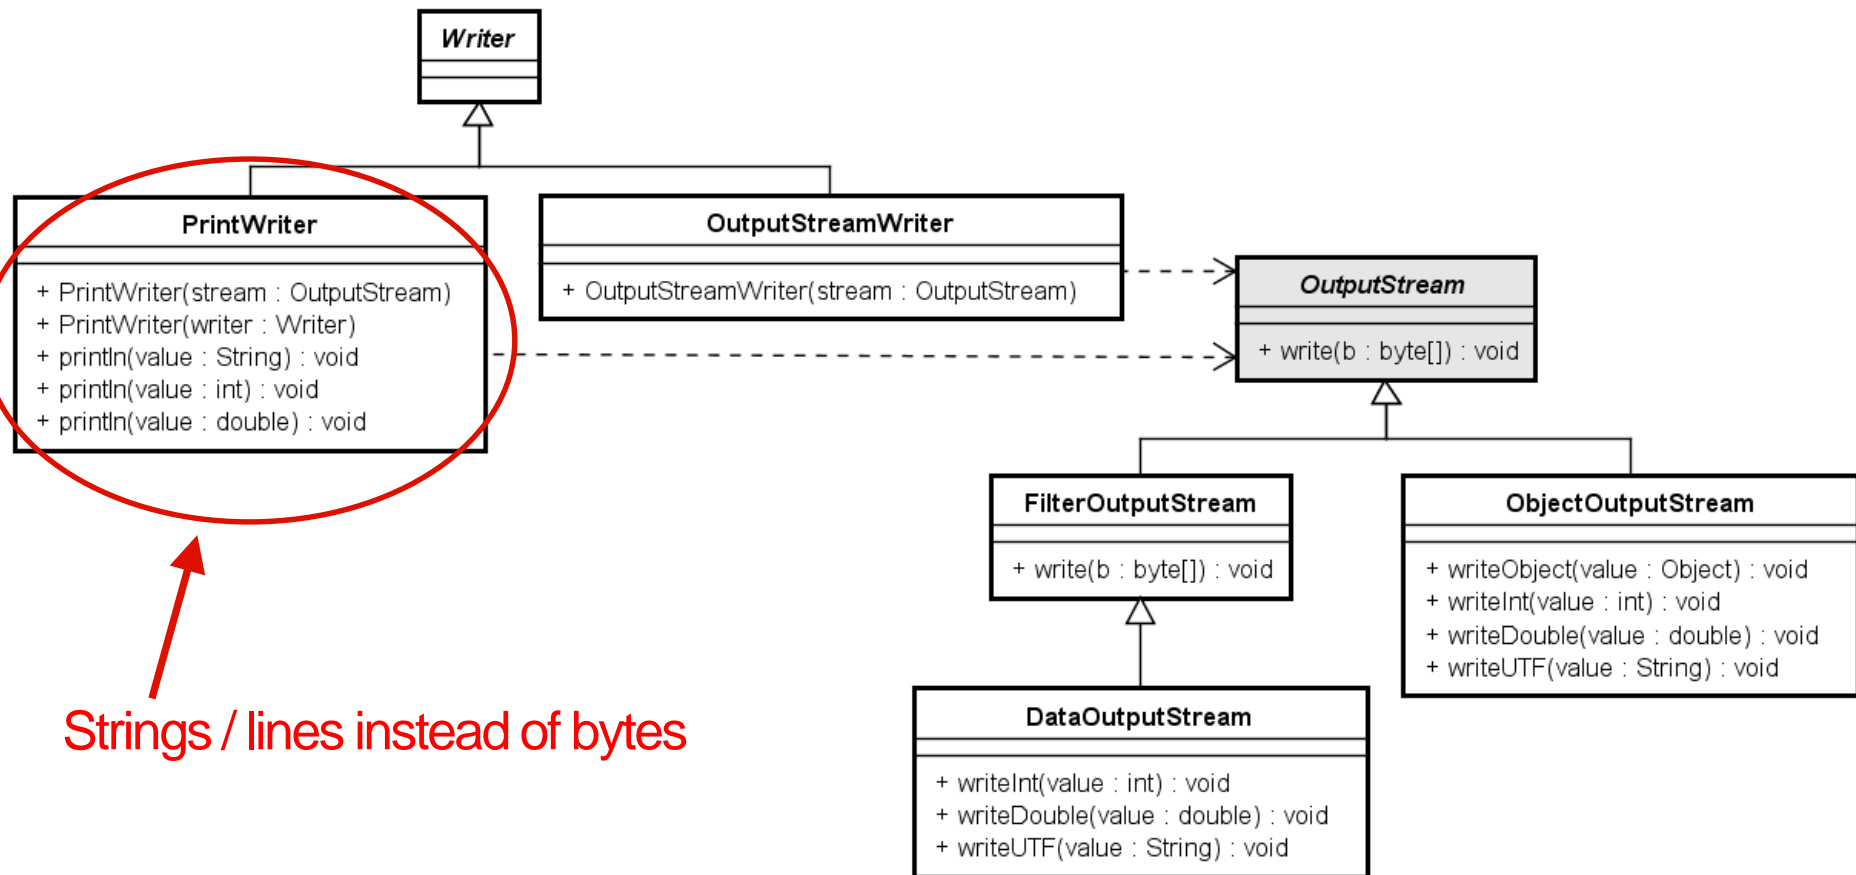 Writer
PrintWriter
+ PrintWriter(stream : OutputStream)
+ PrintWriter(writer : Writer)
+ println(value : String) : void
+ println(value : int) : void
+ println(value : double) : void
OutputStreamWriter
+ OutputStreamWriter(stream : OutputStream)
OutputStream
+ write(b : byte[]) : void
FilterOutputStream
+ write(b : byte[]) : void
ObjectOutputStream
+ writeObject(value : Object) : void
+ writeInt(value : int) : void
+ writeDouble(value : double) : void
+ writeUTF(value : String) : void
DataOutputStream
+ writeInt(value : int) : void
+ writeDouble(value : double) : void
+ writeUTF(value : String) : void
Strings / lines instead of bytes